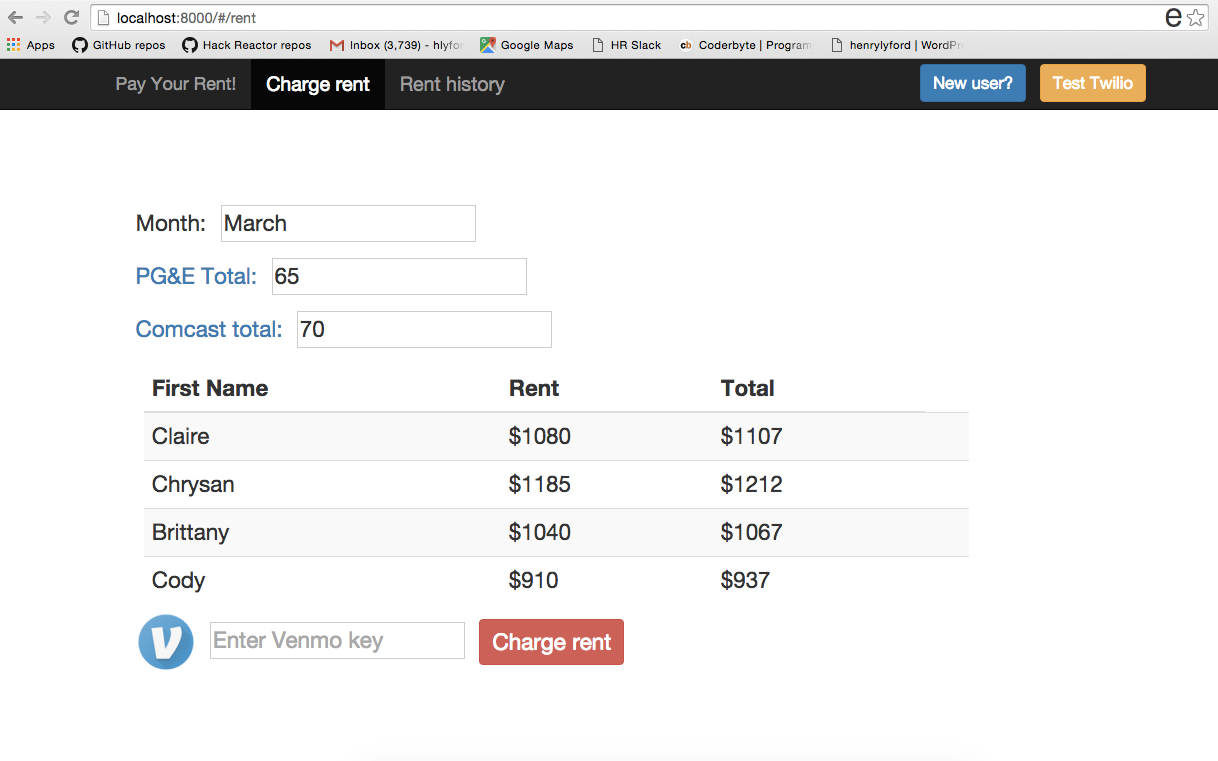 localhost:8000/#/rent
Apps GitHub repos Hack Reactor repos Inbox (3,739) - hlyfor Google Maps HR Slack Coderbyte | Program henrylyford | WordPr
Pay Your Rent! Charge rent Rent history New user? Test Twilio
Month: March
PG&E Total: 65
Comcast total: 70
First Name Rent Total
Claire $1080 $1107
Chrysan $1185 $1212
Brittany $1040 $1067
Cody $910 $937
Enter Venmo key Charge rent